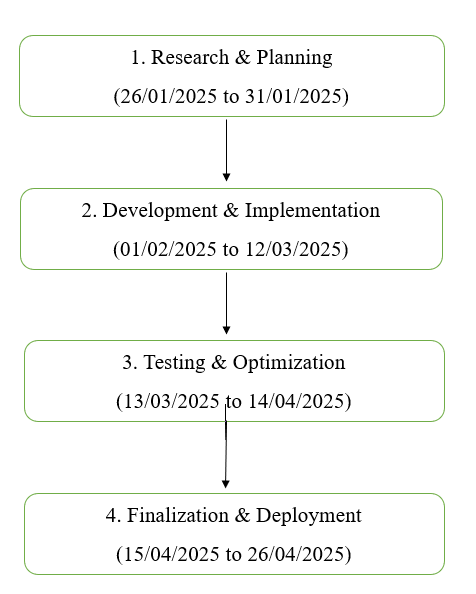 1. Research & Planning
(26/01/2025 to 31/01/2025)
2. Development & Implementation
(01/02/2025 to 12/03/2025)
3. Testing & Optimization
(13/03/2025 to 14/04/2025)
4. Finalization & Deployment
(15/04/2025 to 26/04/2025)